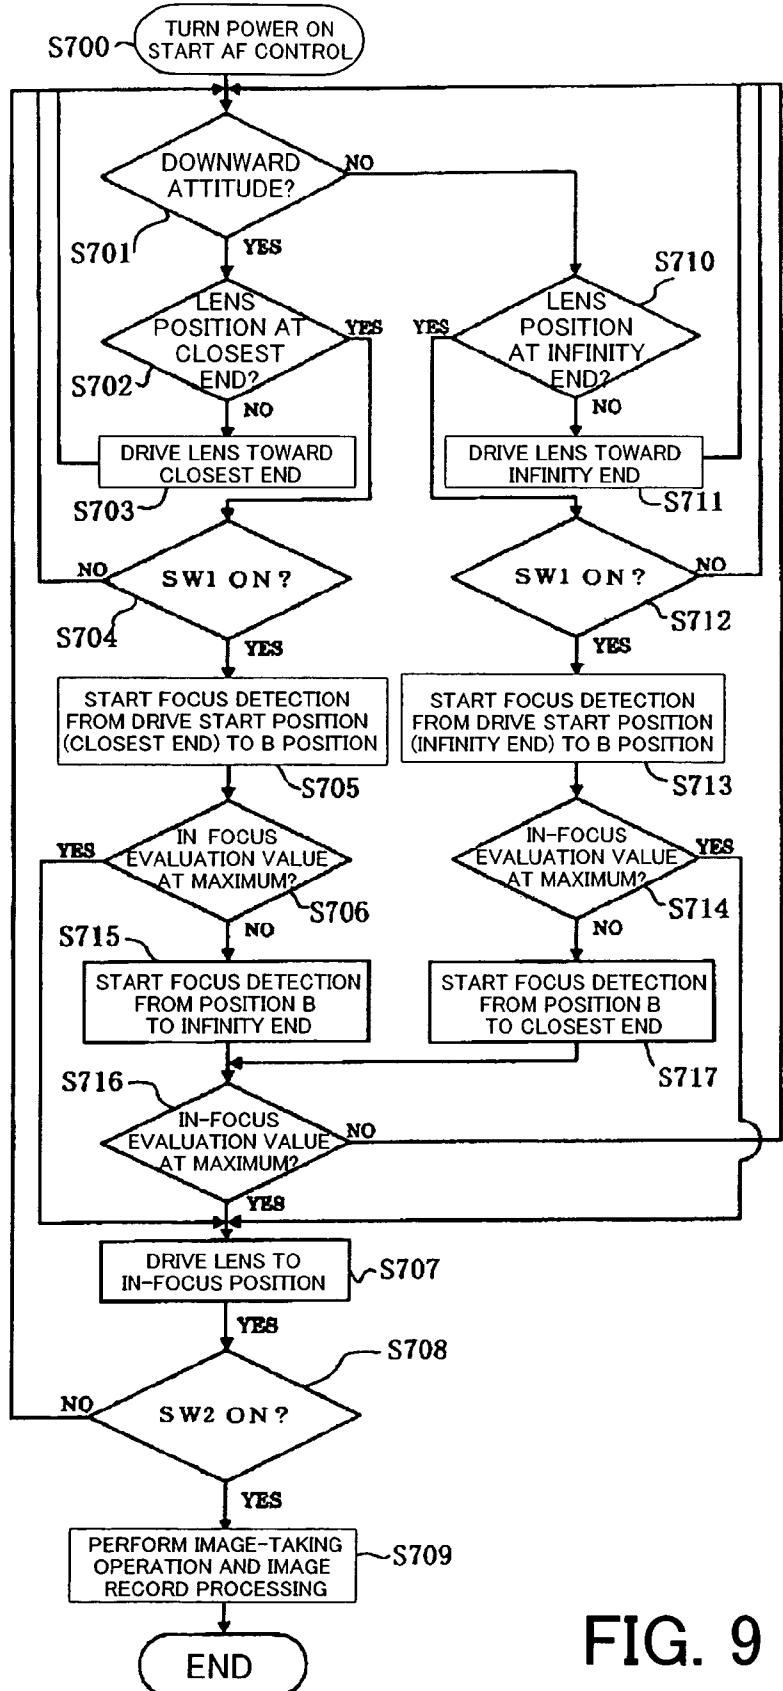 TURN POWER ON
START AF CONTROL
S700
DOWNWARD
ATTITUDE?
NO
S701
YES
S710
LENS
POSITION AT
CLOSEST
END?
YES
S702
NO
YES
LENS
POSITION
AT INFINITY
END?
NO
DRIVE LENS TOWARD
CLOSEST END
S703
DRIVE LENS TOWARD
INFINITY END
S711
NO
SW1 ON?
S704
YES
SW1 ON?
NO
S712
YES
START FOCUS DETECTION
FROM DRIVE START POSITION
(CLOSEST END) TO B POSITION
S705
START FOCUS DETECTION
FROM DRIVE START POSITION
(INFINITY END) TO B POSITION
S713
YES
IN FOCUS
EVALUATION VALUE
AT MAXIMUM?
S706
NO
IN-FOCUS
EVALUATION VALUE
AT MAXIMUM?
YES
S714
NO
S715
START FOCUS DETECTION
FROM POSITION B
TO INFINITY END
START FOCUS DETECTION
FROM POSITION B
TO CLOSEST END
S717
S716
IN-FOCUS
EVALUATION VALUE
AT MAXIMUM?
NO
YES
DRIVE LENS TO
IN-FOCUS POSITION
S707
YES
S708
NO
SW2 ON?
YES
PERFORM IMAGE-TAKING
OPERATION AND IMAGE
RECORD PROCESSING
S709
END
FIG. 9